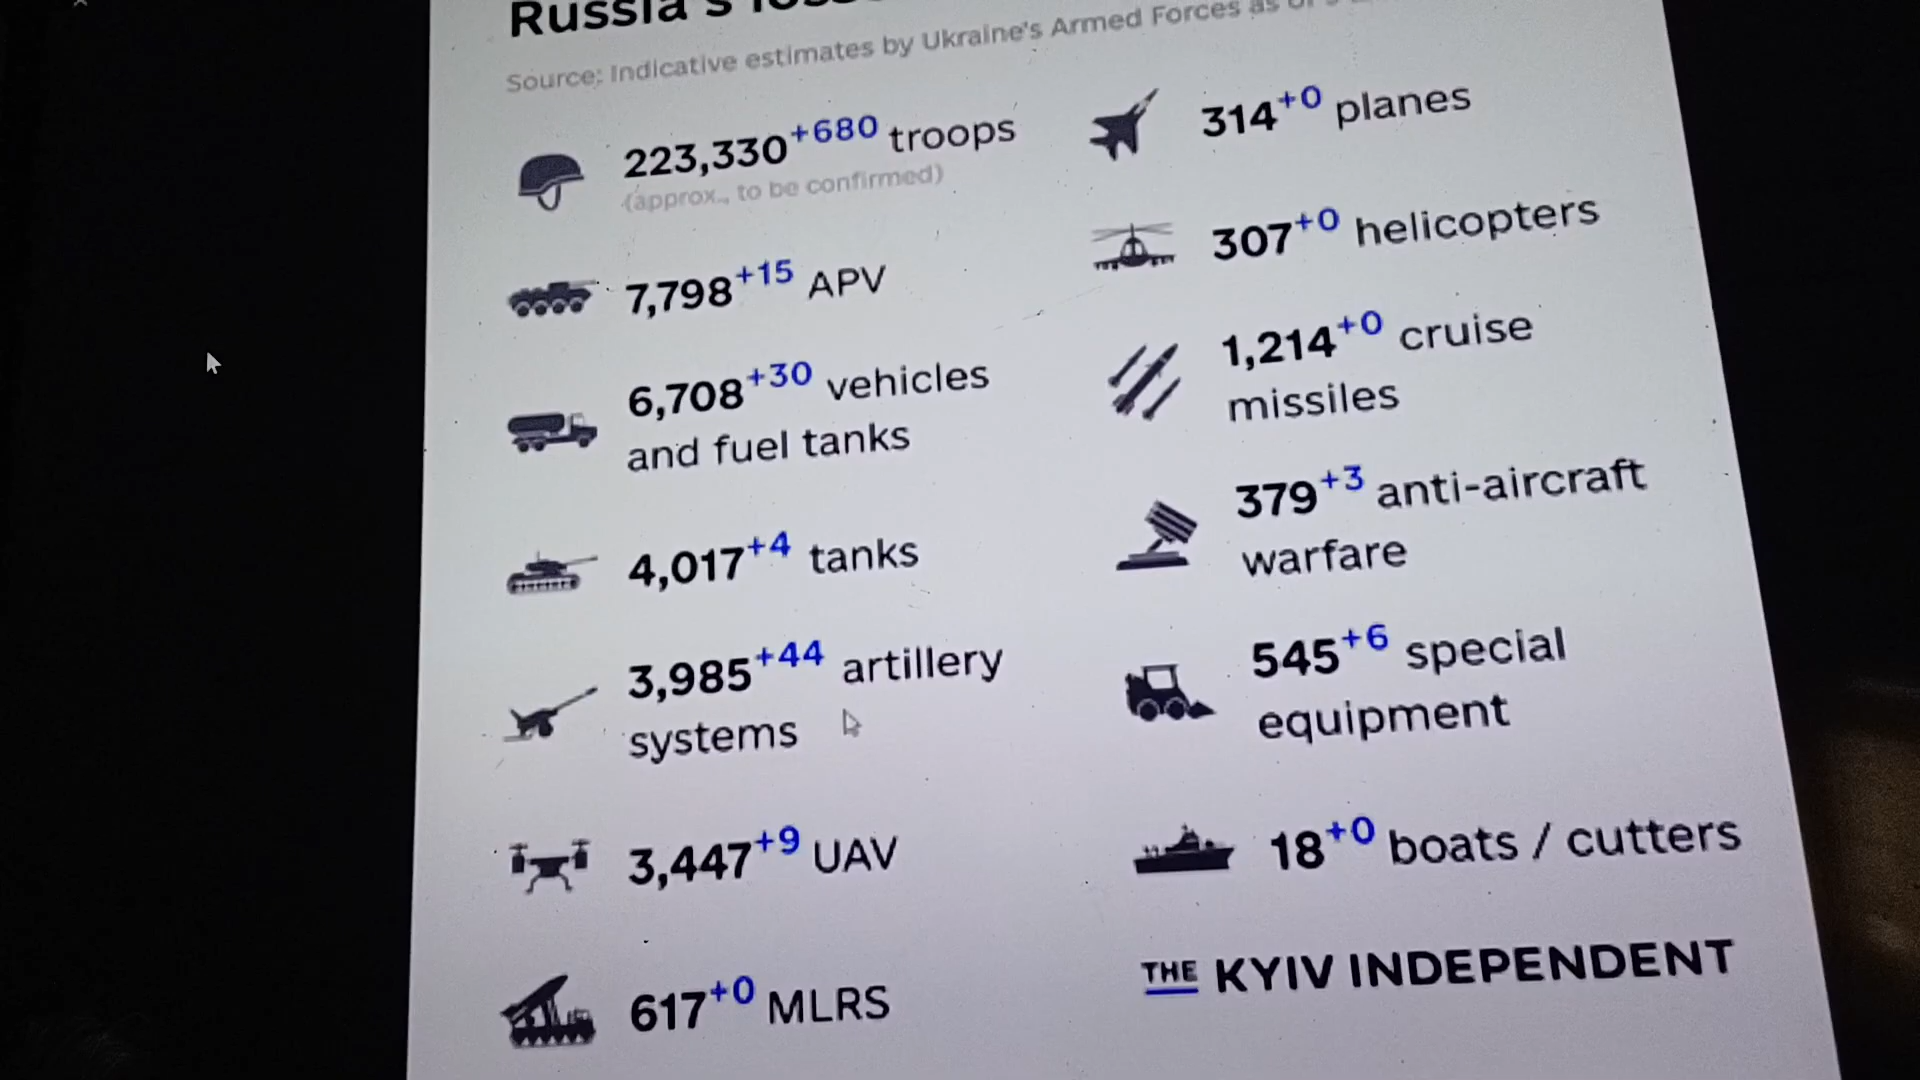 Russia's
Source: Indicative estimates by Ukraine's Armed Forces as of
223,330+680 troops
(approx., to be confirmed)
7,798+15 APV
6,708+30 vehicles
and fuel tanks
4,017+4 tanks
3,985+44 artillery
systems
3,447+9 UAV
617+0 MLRS
314+0 planes
307+0 helicopters
1,214+0 cruise
missiles
379+3 anti-aircraft
warfare
545+6 special
equipment
18+0 boats / cutters
THE KYIV INDEPENDENT